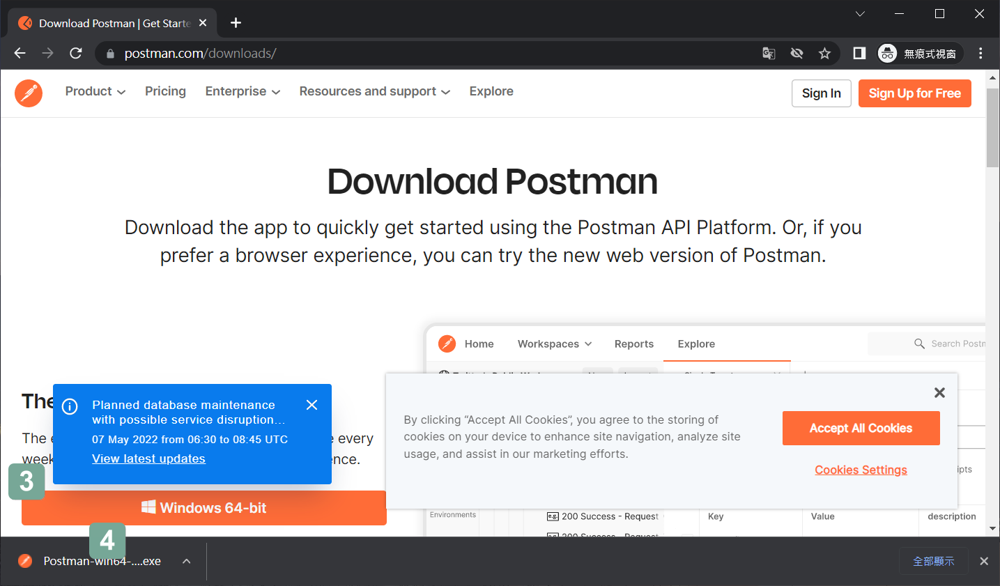 Download Postman | Get Starte
postman.com/downloads/
無痕式視窗
Product
Pricing
Enterprise
Resources and support
Explore
Sign In
Sign Up for Free
Download Postman
Download the app to quickly get started using the Postman API Platform. Or, if you
prefer a browser experience, you can try the new web version of Postman.
Home
Workspaces
Reports
Explore
Search Postm
The
The e
e every
week
ence.
Planned database maintenance
with possible service disruption...
07 May 2022 from 06:30 to 08:45 UTC
View latest updates
By clicking “Accept All Cookies”, you agree to the storing of
cookies on your device to enhance site navigation, analyze site
usage, and assist in our marketing efforts.
Accept All Cookies
Cookies Settings
ipts
3
Windows 64-bit
Environments
e.g. 200 Success - Request
Key
Value
description
e.g. 200 Success - Request
4
Postman-win64-....exe
全部顯示